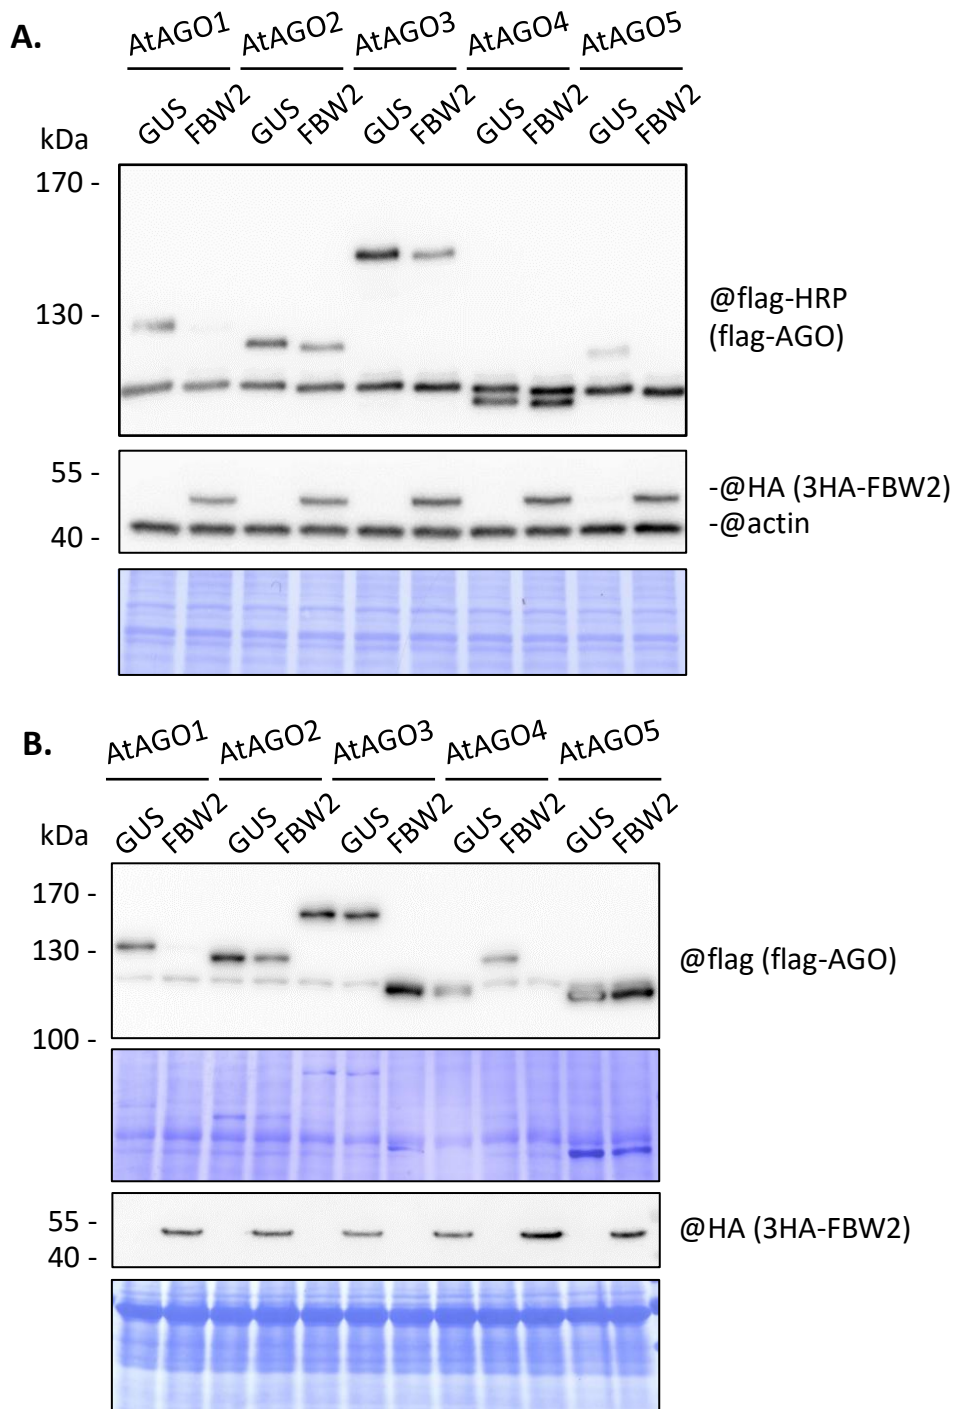 A.
AtAGO1 AtAGO2 AtAGO3 AtAGO4 AtAGO5
GUS FBW2 GUS FBW2 GUS FBW2 GUS FBW2 GUS FBW2
kDa
170 -
130 -
@flag-HRP
(flag-AGO)
55 -
40 -
-@HA (3HA-FBW2)
-@actin
B.
AtAGO1 AtAGO2 AtAGO3 AtAGO4 AtAGO5
GUS FBW2 GUS FBW2 GUS FBW2 GUS FBW2 GUS FBW2
kDa
170 -
130 -
100 -
@flag (flag-AGO)
55 -
40 -
@HA (3HA-FBW2)